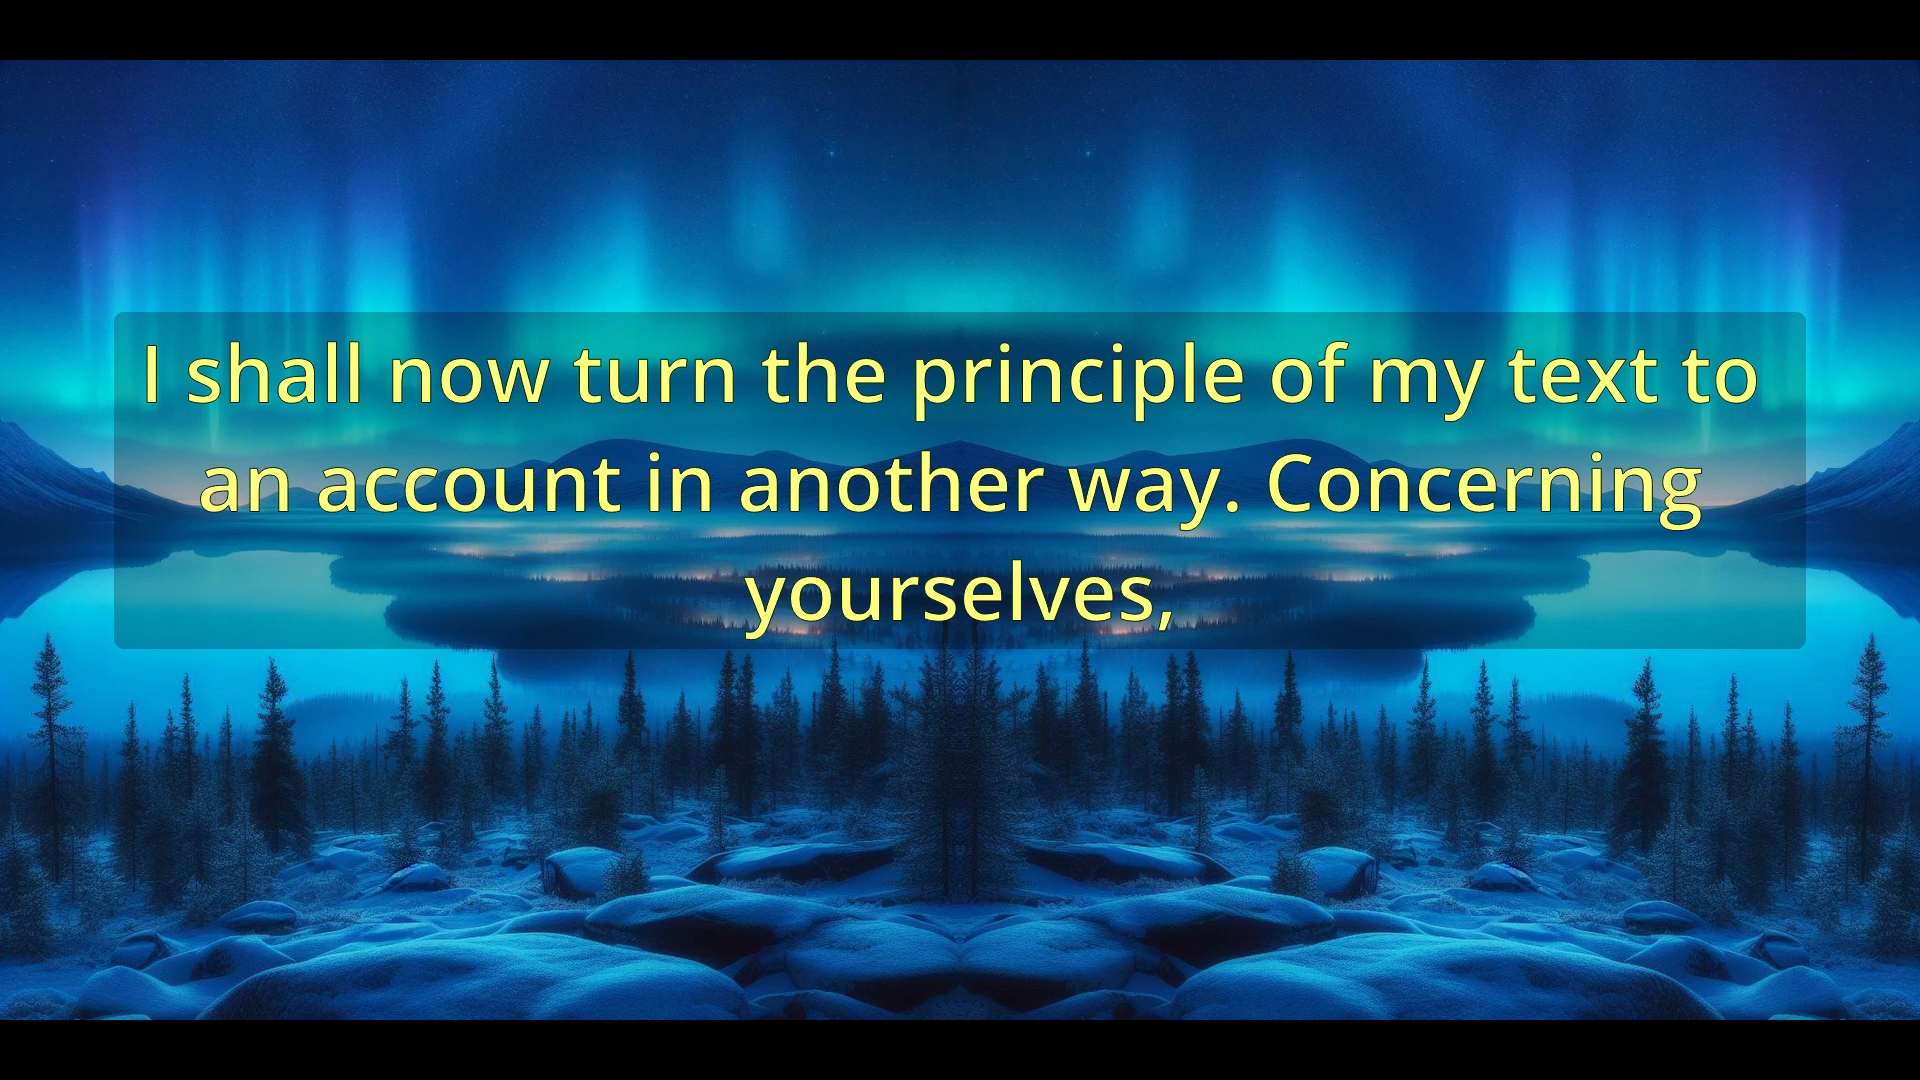 I shall now turn the principle of my text to
an account in another way. Concerning
yourselves,